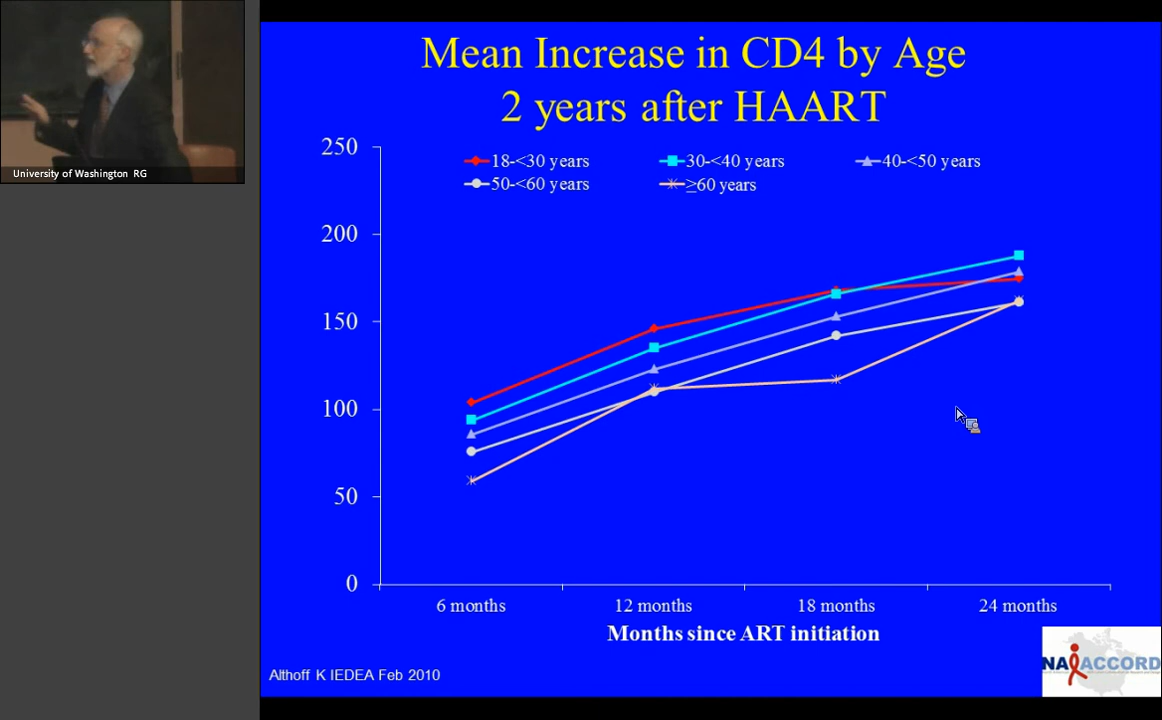 University of Washington RG
Mean Increase in CD4 by Age
2 years after HAART
18-<30 years
30-<40 years
40-<50 years
50-<60 years
≥60 years
250
200
150
100
50
0
6 months
12 months
18 months
24 months
Months since ART initiation
Althoff K IEDEA Feb 2010
NA ACCORD